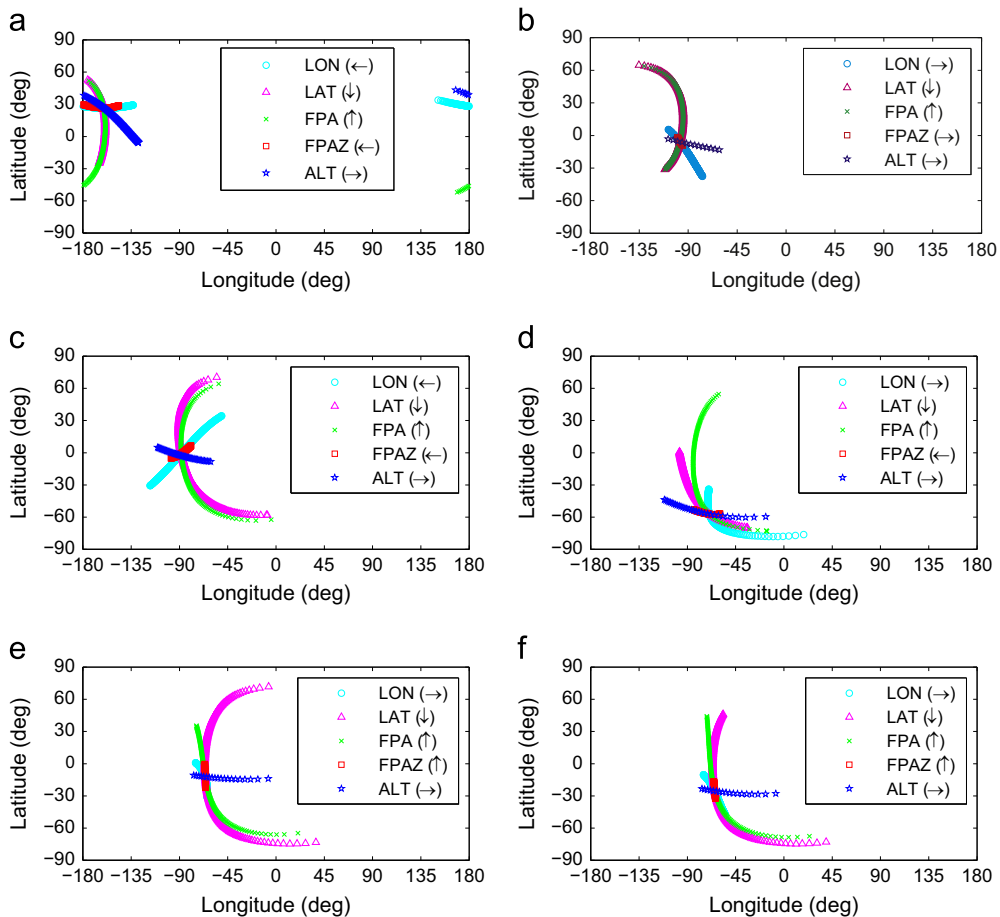 a
Latitude (deg)
90
60
30
0
−30
−60
−90
−180 −135 −90 −45 0 45 90 135 180
Longitude (deg)
LON (←)
LAT (↓)
FPA (↑)
FPAZ (←)
ALT (→)
b
Latitude (deg)
90
60
30
0
-30
-60
-90
-180 -135 -90 -45 0 45 90 135 180
Longitude (deg)
LON (→)
LAT (↓)
FPA (↑)
FPAZ (→)
ALT (→)
c
Latitude (deg)
90
60
30
0
−30
−60
−90
−180 −135 −90 −45 0 45 90 135 180
Longitude (deg)
LON (←)
LAT (↓)
FPA (↑)
FPAZ (←)
ALT (→)
d
Latitude (deg)
90
60
30
0
−30
−60
−90
−180 −135 −90 −45 0 45 90 135 180
Longitude (deg)
LON (→)
LAT (↓)
FPA (↑)
FPAZ (←)
ALT (→)
e
Latitude (deg)
90
60
30
0
−30
−60
−90
−180 −135 −90 −45 0 45 90 135 180
Longitude (deg)
LON (→)
LAT (↓)
FPA (↑)
FPAZ (↑)
ALT (→)
f
Latitude (deg)
90
60
30
0
−30
−60
−90
−180 −135 −90 −45 0 45 90 135 180
Longitude (deg)
LON (→)
LAT (↓)
FPA (↑)
FPAZ (↑)
ALT (→)